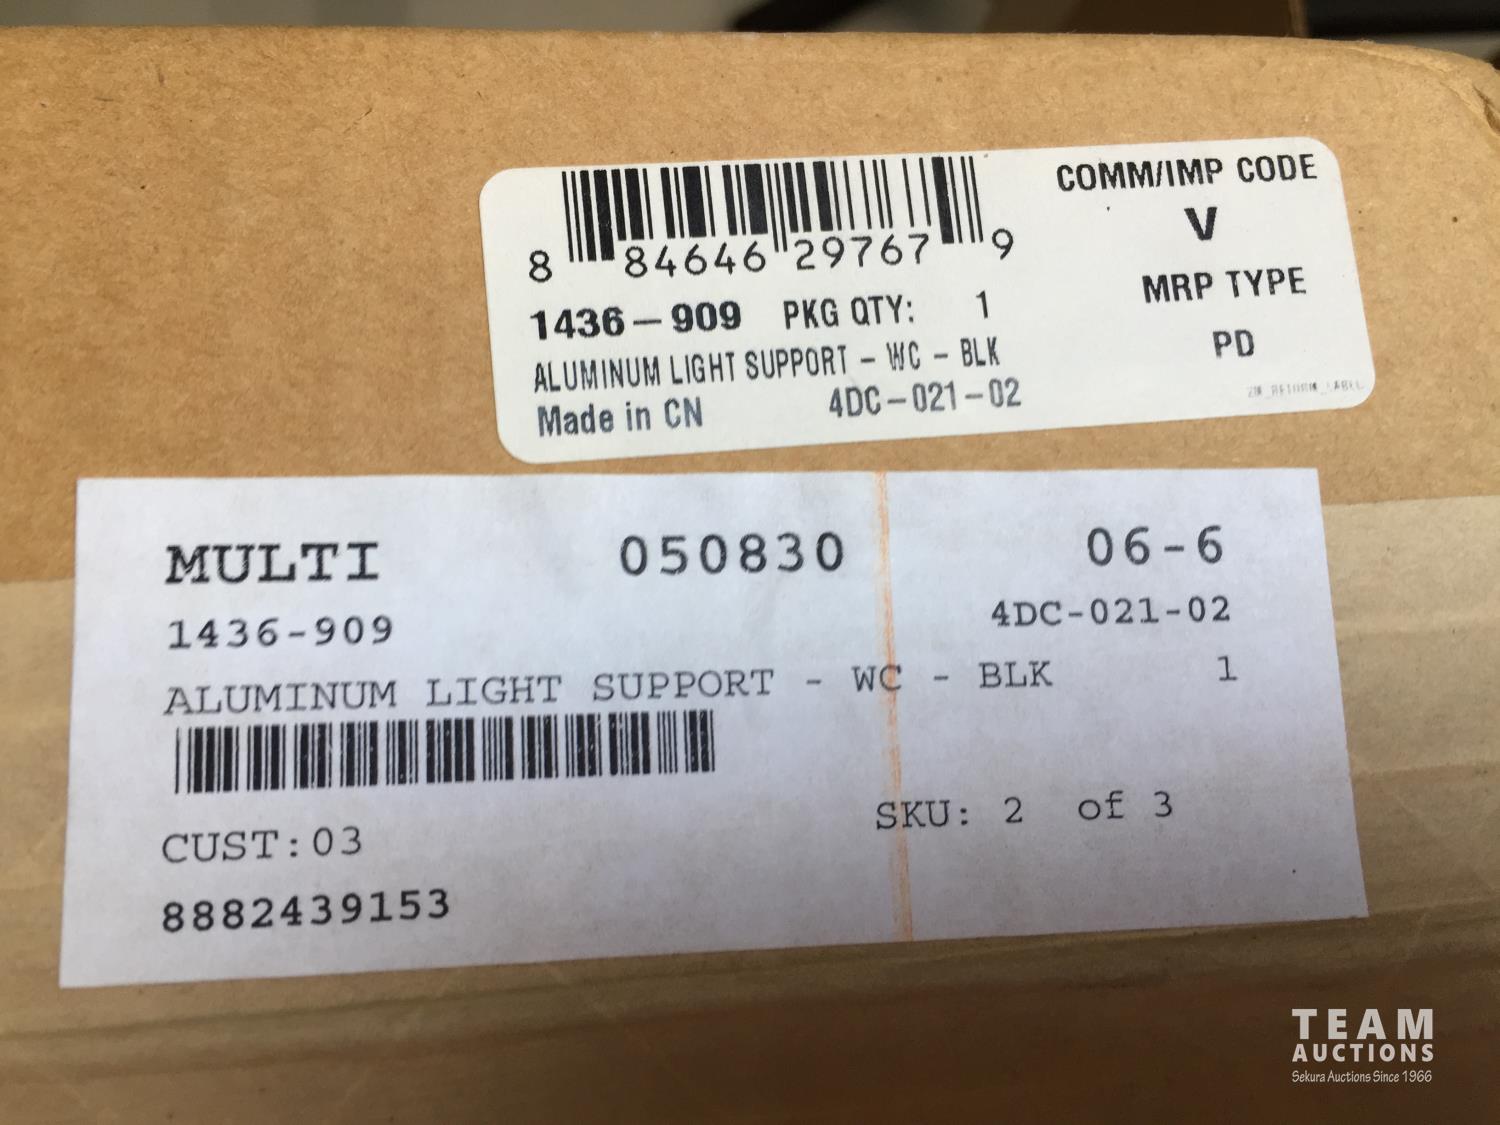 COMM/IMP CODE
V
MRP TYPE
PD
8 84646 29767 9
1436-909 PKG QTY: 1
ALUMINUM LIGHT SUPPORT - WC - BLK
Made in CN 4DC-021-02
ZM_RETURN_LABEL
MULTI 050830 06-6
1436-909 4DC-021-02
ALUMINUM LIGHT SUPPORT - WC - BLK 1
SKU: 2 of 3
CUST:03
8882439153
TEAM
AUCTIONS
Sekura Auctions Since 1966